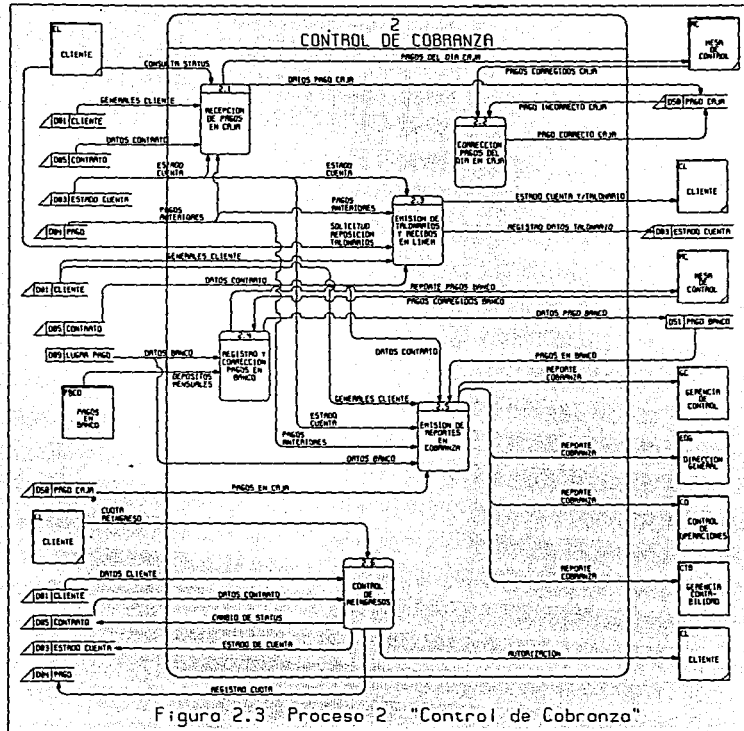 2
CONTROL DE COBRANZA
CL
CLIENTE
CONSULTA STATUS
PAGOS DEL DIA CAJA
MC
MESA
DE
CONTROL
DATOS PAGO CAJA
PAGOS CORREGIDOS CAJA
2.1
RECEPCION
DE PAGOS
EN CAJA
GENERALES CLIENTE
DB1 CLIENTE
PAGO INCORRECTO CAJA
DS0 PAGO CAJA
2.2
CORRECCION
PAGOS DEL
DIA EN CAJA
PAGO CORRECTO CAJA
DATOS CONTRATO
DB5 CONTRATO
ESTADO
CUENTA
ESTADO
CUENTA
CL
CLIENTE
DB3 ESTADO CUENTA
2.3
EMISION DE
TALONARIOS
Y RECIBOS
EN LINEA
ESTADO CUENTA Y/TALONARIO
PAGOS
ANTERIORES
PAGOS
ANTERIORES
DB4 PAGO
SOLICITUD
REPOSICION
TALONARIOS
REGISTRO DATOS TALONARIO
DB3 ESTADO CUENTA
GENERALES CLIENTE
DB1 CLIENTE
MC
MESA
DE
CONTROL
DATOS CONTRATO
REPORTE PAGOS BANCO
PAGOS CORREGIDOS BANCO
DB5 CONTRATO
2.4
REGISTRO Y
CORRECCION
PAGOS EN
BANCO
DATOS PAGO BANCO
DS1 PAGO BANCO
DB9 LUGAR PAGO
DATOS BANCO
DATOS CONTRATO
PAGOS EN BANCO
DEPOSITOS
MENSUALES
PBCO
PAGOS
EN
BANCO
REPORTE
COBRANZA
GC
GERENCIA
DE
CONTROL
GENERALES CLIENTE
2.5
EMISION DE
REPORTES
EN
COBRANZA
ESTADO
CUENTA
PAGOS
ANTERIORES
REPORTE
COBRANZA
EDG
DIRECCION
GENERAL
DATOS BANCO
DS0 PAGO CAJA
PAGOS EN CAJA
REPORTE
COBRANZA
CO
CONTROL
DE
OPERACIONES
CL
CLIENTE
CUOTA
REINGRESO
2.6
CONTROL
DE
REINGRESOS
REPORTE
COBRANZA
CTB
GERENCIA
CONTA-
BILIDAD
DATOS CLIENTE
DB1 CLIENTE
DATOS CONTRATO
DB5 CONTRATO
CAMBIO DE STATUS
DB3 ESTADO CUENTA
ESTADO DE CUENTA
AUTORIZACION
CL
CLIENTE
DB4 PAGO
REGISTRO CUOTA
Figura 2.3 Proceso 2 "Control de Cobranza"